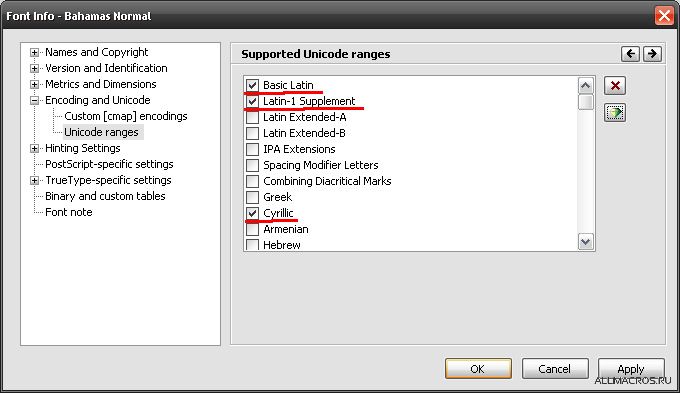 Font Info - Bahamas Normal
Names and Copyright
Version and Identification
Metrics and Dimensions
Encoding and Unicode
Custom [cmap] encodings
Unicode ranges
Hinting Settings
PostScript-specific settings
TrueType-specific settings
Binary and custom tables
Font note
Supported Unicode ranges
Basic Latin
Latin-1 Supplement
Latin Extended-A
Latin Extended-B
IPA Extensions
Spacing Modifier Letters
Combining Diacritical Marks
Greek
Cyrillic
Armenian
Hebrew
OK
Cancel
Apply
ALLMACROS.RU